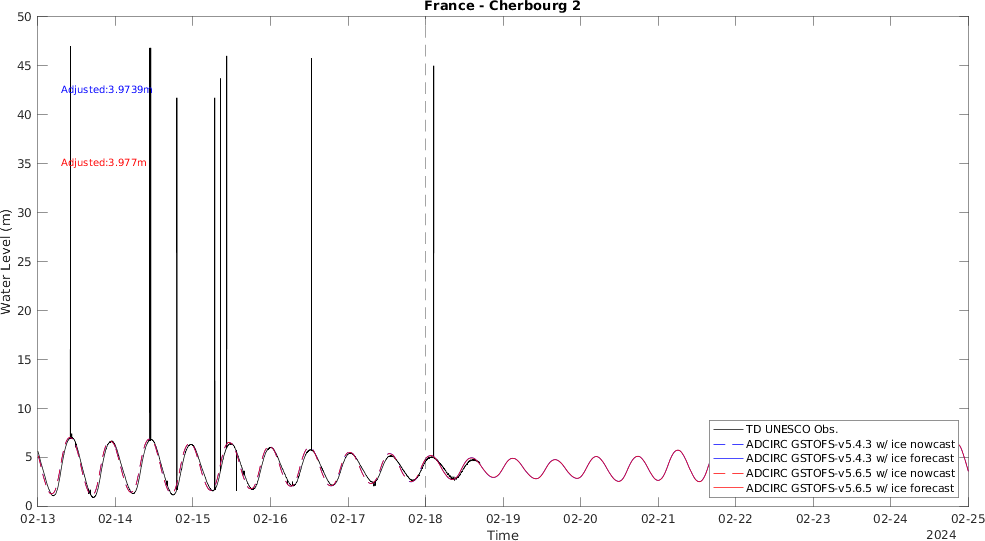 France - Cherbourg 2
50
45
40
35
30
25
20
15
10
5
0
Water Level (m)
Adjusted:3.9739m
Adjusted:3.977m
TD UNESCO Obs.
ADCIRC GSTOFS-v5.4.3 w/ ice nowcast
ADCIRC GSTOFS-v5.4.3 w/ ice forecast
ADCIRC GSTOFS-v5.6.5 w/ ice nowcast
ADCIRC GSTOFS-v5.6.5 w/ ice forecast
02-13 02-14 02-15 02-16 02-17 02-18 02-19 02-20 02-21 02-22 02-23 02-24 02-25
Time
2024